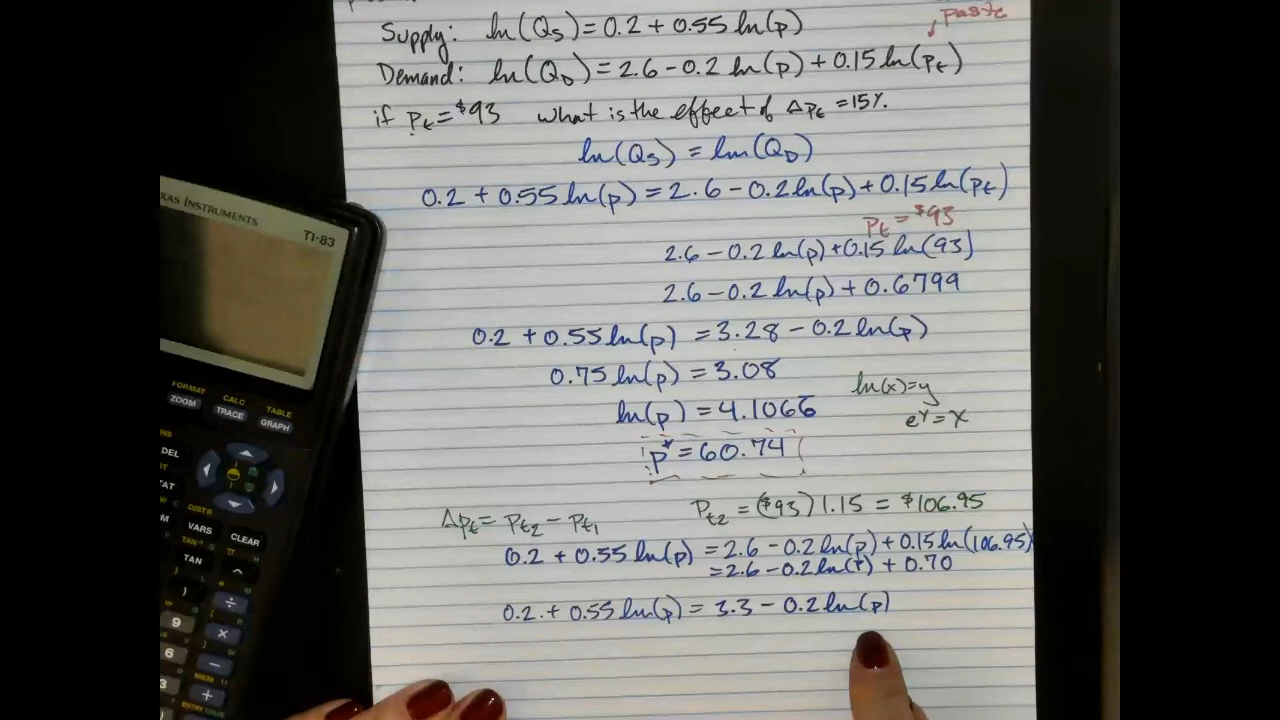 paste
Supply: ln(Qs) = 0.2 + 0.55 ln(p)
Demand: ln(QD) = 2.6 - 0.2 ln(p) + 0.15 ln(pt)
if Pt = $93 what is the effect of ΔPt = 15%.
ln(Qs) = ln(QD)
0.2 + 0.55 ln(p) = 2.6 - 0.2 ln(p) + 0.15 ln(pt)
Pt = $93
2.6 - 0.2 ln(p) + 0.15 ln(93)
2.6 - 0.2 ln(p) + 0.6799
0.2 + 0.55 ln(p) = 3.28 - 0.2 ln(p)
0.75 ln(p) = 3.08
ln(x) = y
ln(p) = 4.1066
e^y = x
p* = 60.74
ΔPt = Pt2 - Pt1
Pt2 = ($93) 1.15 = $106.95
0.2 + 0.55 ln(p) = 2.6 - 0.2 ln(p) + 0.15 ln(106.95)
= 2.6 - 0.2 ln(p) + 0.70
0.2 + 0.55 ln(p) = 3.3 - 0.2 ln(p)
TEXAS INSTRUMENTS
TI-83
FORMAT CALC TABLE
ZOOM TRACE GRAPH
DEL
DISTR
VARS CLEAR
TAN
)
9
6
3
MEM